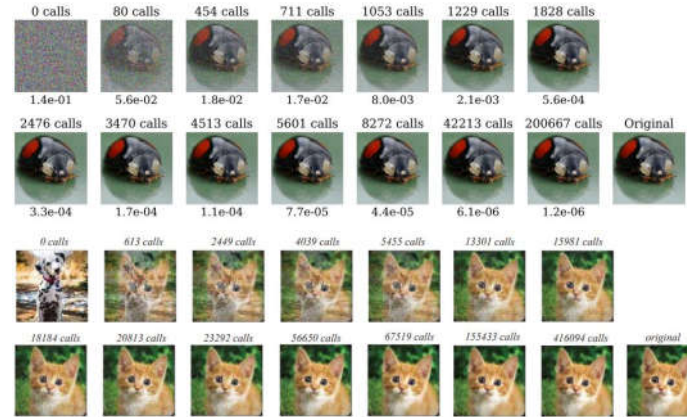 0 calls 80 calls 454 calls 711 calls 1053 calls 1229 calls 1828 calls
1.4e-01 5.6e-02 1.8e-02 1.7e-02 8.0e-03 2.1e-03 5.6e-04
2476 calls 3470 calls 4513 calls 5601 calls 8272 calls 42213 calls 200667 calls Original
3.3e-04 1.7e-04 1.1e-04 7.7e-05 4.4e-05 6.1e-06 1.2e-06
0 calls 613 calls 2449 calls 4039 calls 5455 calls 13301 calls 15981 calls
18184 calls 20813 calls 23292 calls 56650 calls 67519 calls 155433 calls 416094 calls original